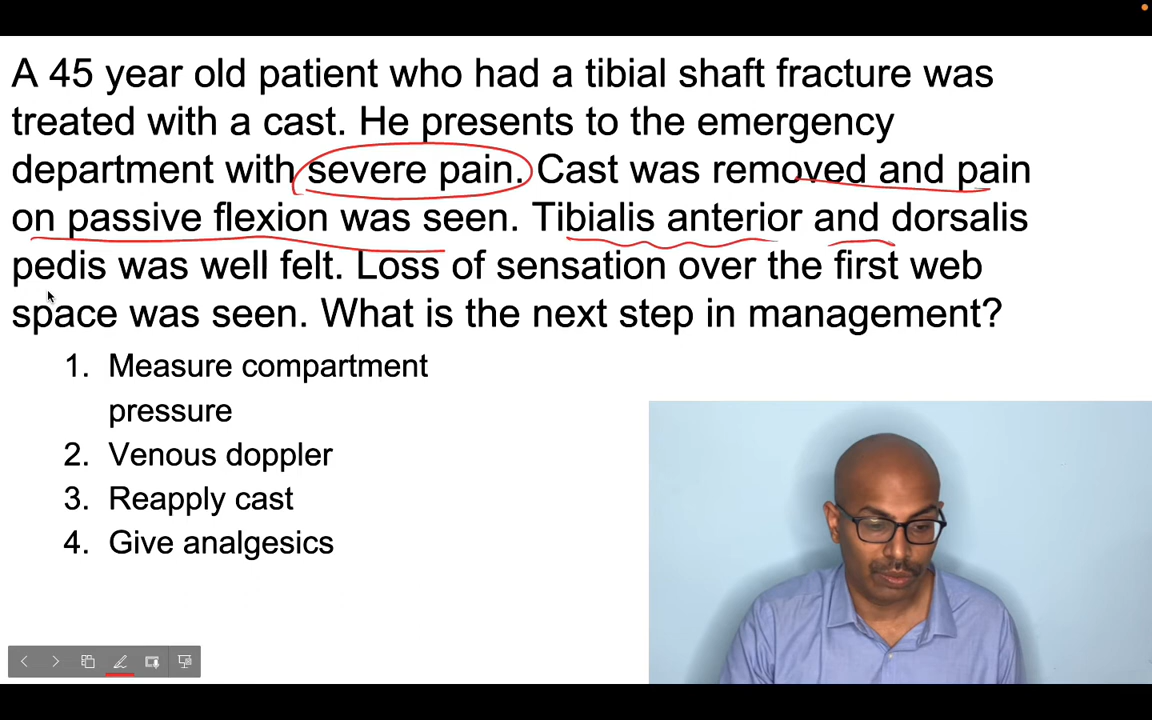 A 45 year old patient who had a tibial shaft fracture was
treated with a cast. He presents to the emergency
department with severe pain. Cast was removed and pain
on passive flexion was seen. Tibialis anterior and dorsalis
pedis was well felt. Loss of sensation over the first web
space was seen. What is the next step in management?
1. Measure compartment
pressure
2. Venous doppler
3. Reapply cast
4. Give analgesics